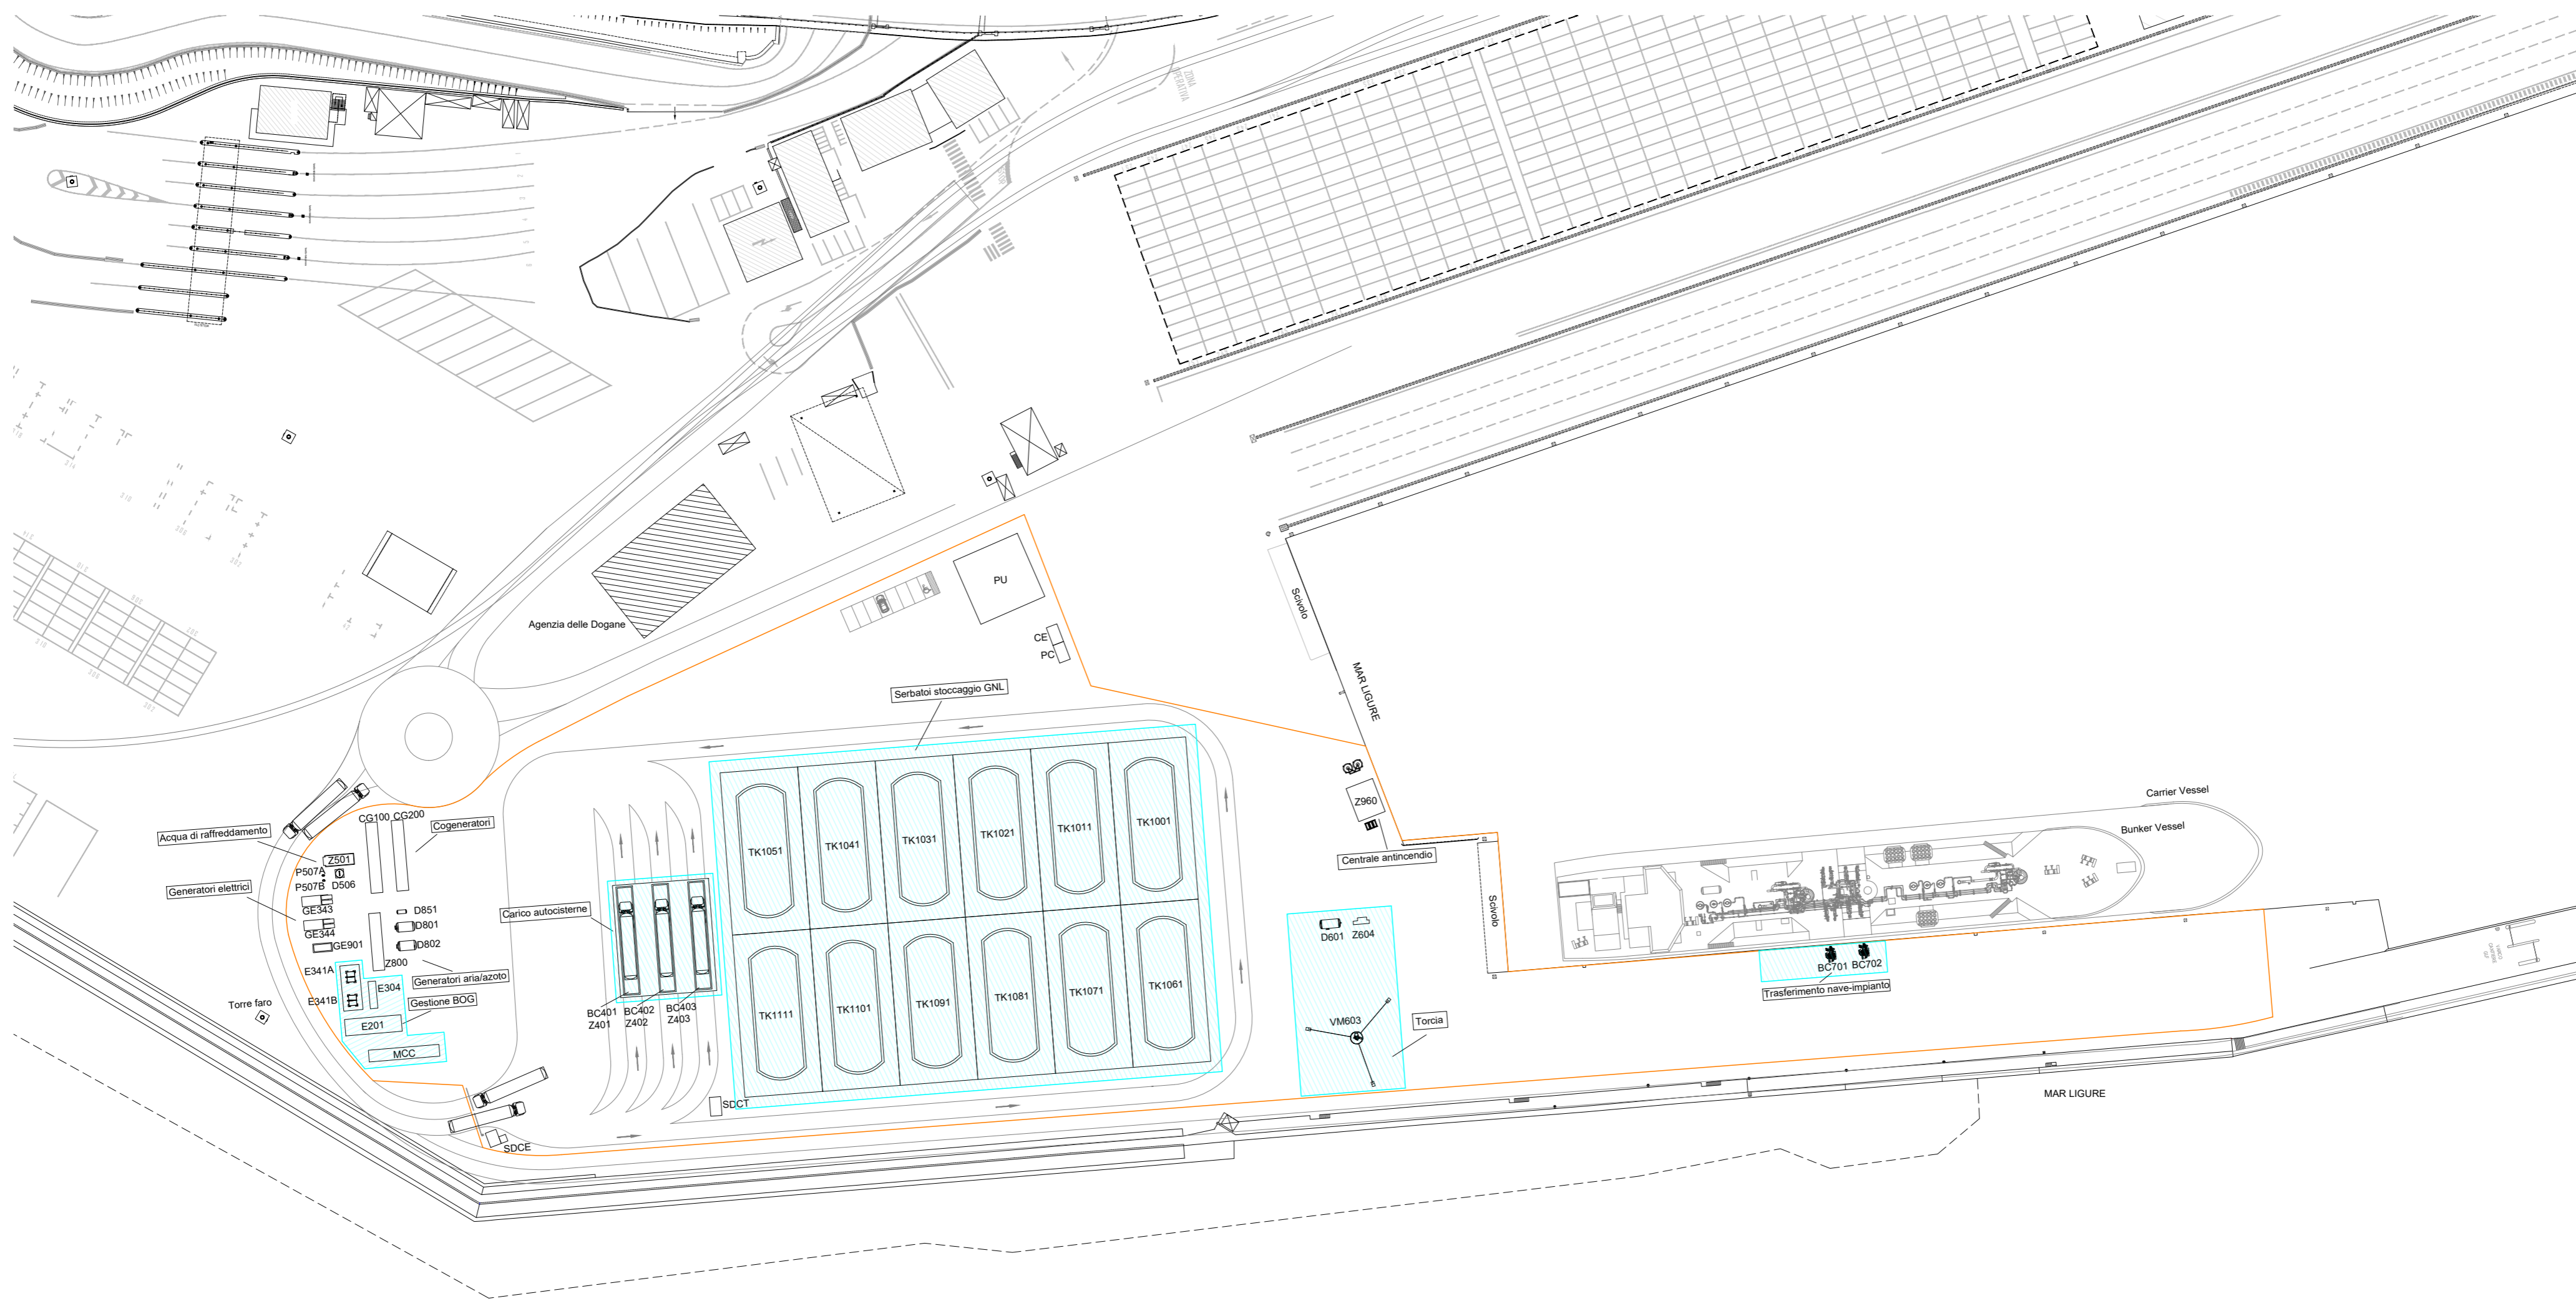 ZONA
OPERATIVA
PU
CE
PC
Agenzia delle Dogane
Scivolo
MAR LIGURE
Serbatoi stoccaggio GNL
Z960
Centrale antincendio
Scivolo
Carrier Vessel
Bunker Vessel
BC701
BC702
Trasferimento nave-impianto
D601
Z604
VM603
Torcia
MAR LIGURE
TK1051
TK1041
TK1031
TK1021
TK1011
TK1001
TK1111
TK1101
TK1091
TK1081
TK1071
TK1061
Carico autocisterne
BC401
Z401
BC402
Z402
BC403
Z403
SDCT
SDCE
CG100
CG200
Cogeneratori
Acqua di raffreddamento
Z501
P507A
P507B
D506
Generatori elettrici
GE343
GE344
GE901
D851
D801
D802
Z800
Generatori aria/azoto
E341A
E341B
E304
Gestione BOG
E201
MCC
Torre faro